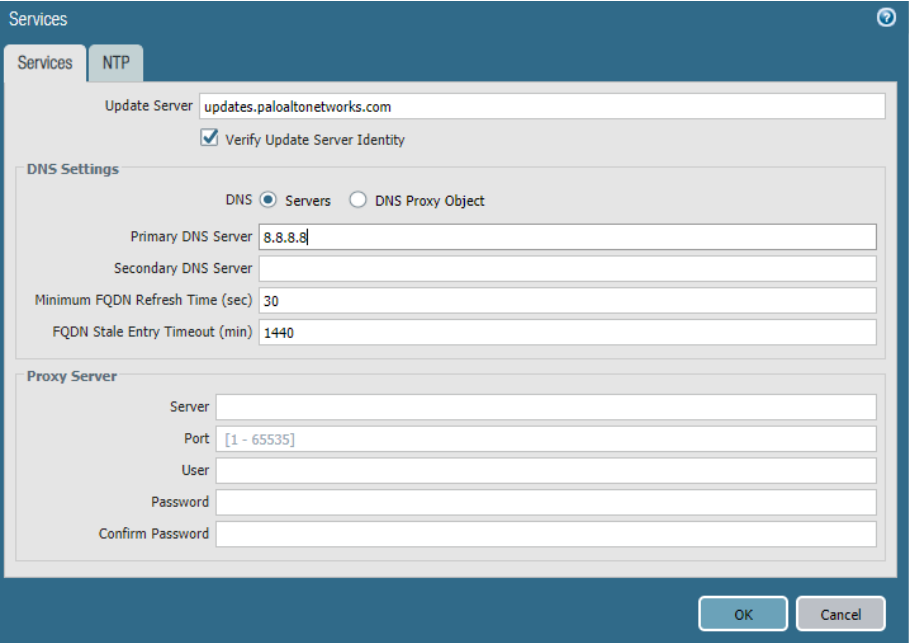 Services
Services NTP
Update Server updates.paloaltonetworks.com
Verify Update Server Identity
DNS Settings
DNS Servers DNS Proxy Object
Primary DNS Server 8.8.8.8
Secondary DNS Server
Minimum FQDN Refresh Time (sec) 30
FQDN Stale Entry Timeout (min) 1440
Proxy Server
Server
Port [1 - 65535]
User
Password
Confirm Password
OK Cancel